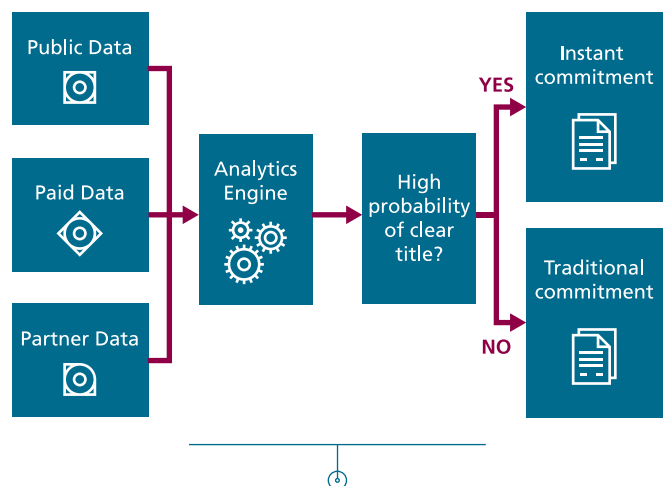 Public Data
Paid Data
Partner Data
Analytics
Engine
High
probability
of clear
title?
YES
Instant
commitment
NO
Traditional
commitment